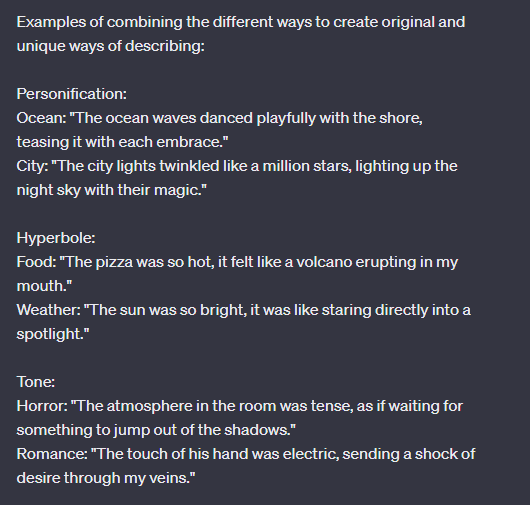 Examples of combining the different ways to create original and
unique ways of describing:
Personification:
Ocean: "The ocean waves danced playfully with the shore,
teasing it with each embrace."
City: "The city lights twinkled like a million stars, lighting up the
night sky with their magic."
Hyperbole:
Food: "The pizza was so hot, it felt like a volcano erupting in my
mouth."
Weather: "The sun was so bright, it was like staring directly into a
spotlight."
Tone:
Horror: "The atmosphere in the room was tense, as if waiting for
something to jump out of the shadows."
Romance: "The touch of his hand was electric, sending a shock of
desire through my veins."